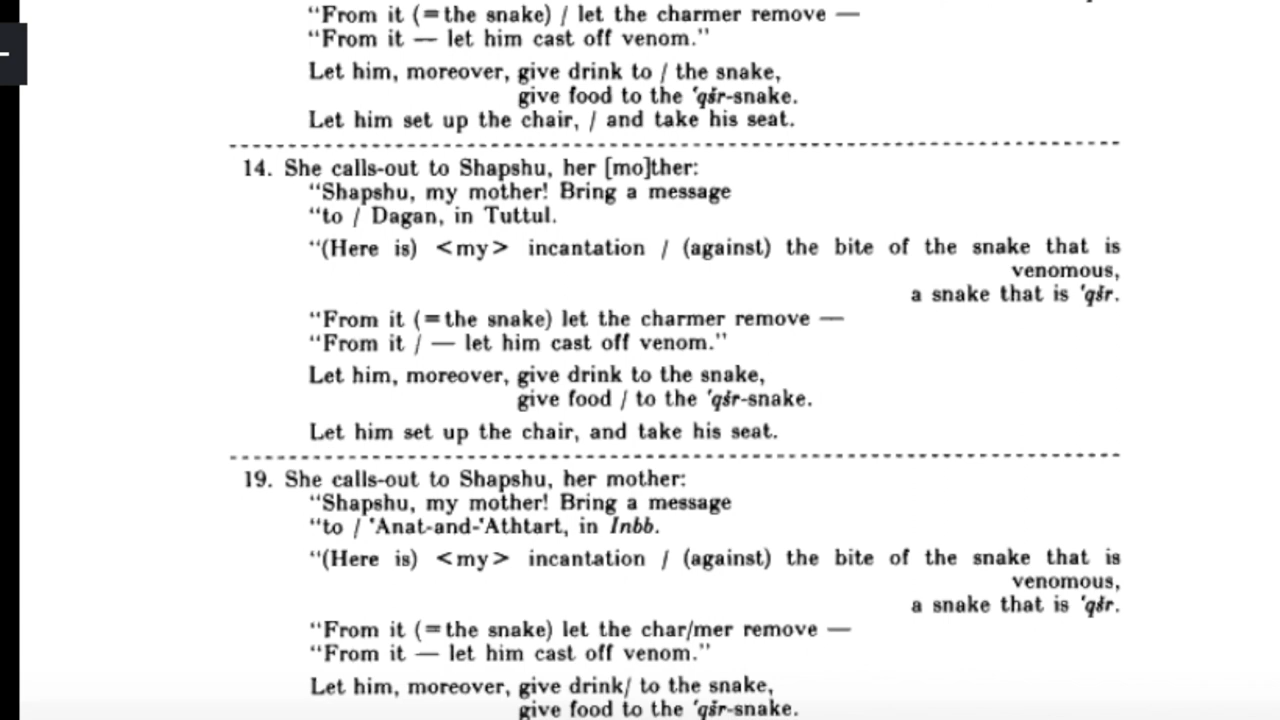 “From it (=the snake) / let the charmer remove —
“From it — let him cast off venom.”
Let him, moreover, give drink to / the snake,
give food to the ʿqšr-snake.
Let him set up the chair, / and take his seat.
14. She calls-out to Shapshu, her [mo]ther:
“Shapshu, my mother! Bring a message
“to / Dagan, in Tuttul.
“(Here is) <my> incantation / (against) the bite of the snake that is
venomous,
a snake that is ʿqšr.
“From it (=the snake) let the charmer remove —
“From it / — let him cast off venom.”
Let him, moreover, give drink to the snake,
give food / to the ʿqšr-snake.
Let him set up the chair, and take his seat.
19. She calls-out to Shapshu, her mother:
“Shapshu, my mother! Bring a message
“to / ʿAnat-and-ʿAthtart, in Inbb.
“(Here is) <my> incantation / (against) the bite of the snake that is
venomous,
a snake that is ʿqšr.
“From it (=the snake) let the char/mer remove —
“From it — let him cast off venom.”
Let him, moreover, give drink/ to the snake,
give food to the ʿqšr-snake.